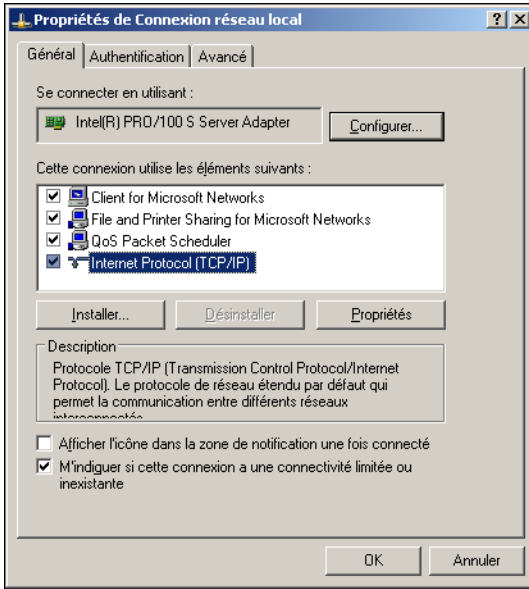 Propriétés de Connexion réseau local
Général Authentification Avancé
Se connecter en utilisant :
Intel(R) PRO/100 S Server Adapter Configurer...
Cette connexion utilise les éléments suivants :
Client for Microsoft Networks
File and Printer Sharing for Microsoft Networks
QoS Packet Scheduler
Internet Protocol (TCP/IP)
Installer... Désinstaller Propriétés
Description
Protocole TCP/IP (Transmission Control Protocol/Internet
Protocol). Le protocole de réseau étendu par défaut qui
permet la communication entre différents réseaux
interconnectés
Afficher l'icône dans la zone de notification une fois connecté
M'indiquer si cette connexion a une connectivité limitée ou
inexistante
OK Annuler